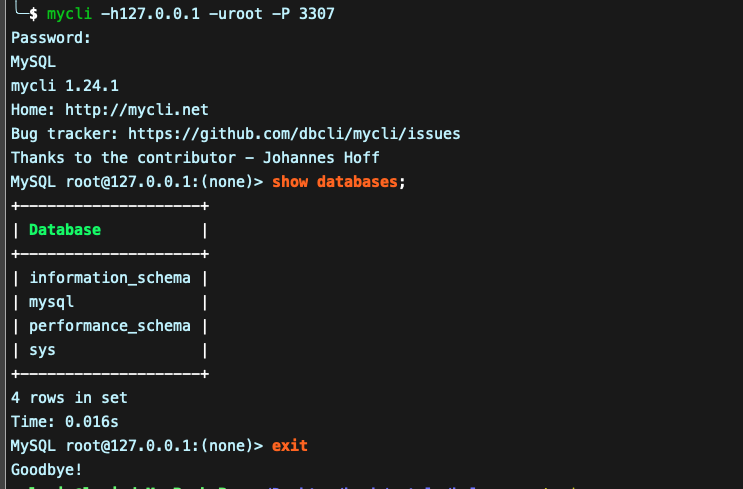 $ mycli -h127.0.0.1 -uroot -P 3307
Password:
MySQL
mycli 1.24.1
Home: http://mycli.net
Bug tracker: https://github.com/dbcli/mycli/issues
Thanks to the contributor - Johannes Hoff
MySQL root@127.0.0.1:(none)> show databases;
+--------------------+
| Database           |
+--------------------+
| information_schema |
| mysql              |
| performance_schema |
| sys                |
+--------------------+
4 rows in set
Time: 0.016s
MySQL root@127.0.0.1:(none)> exit
Goodbye!